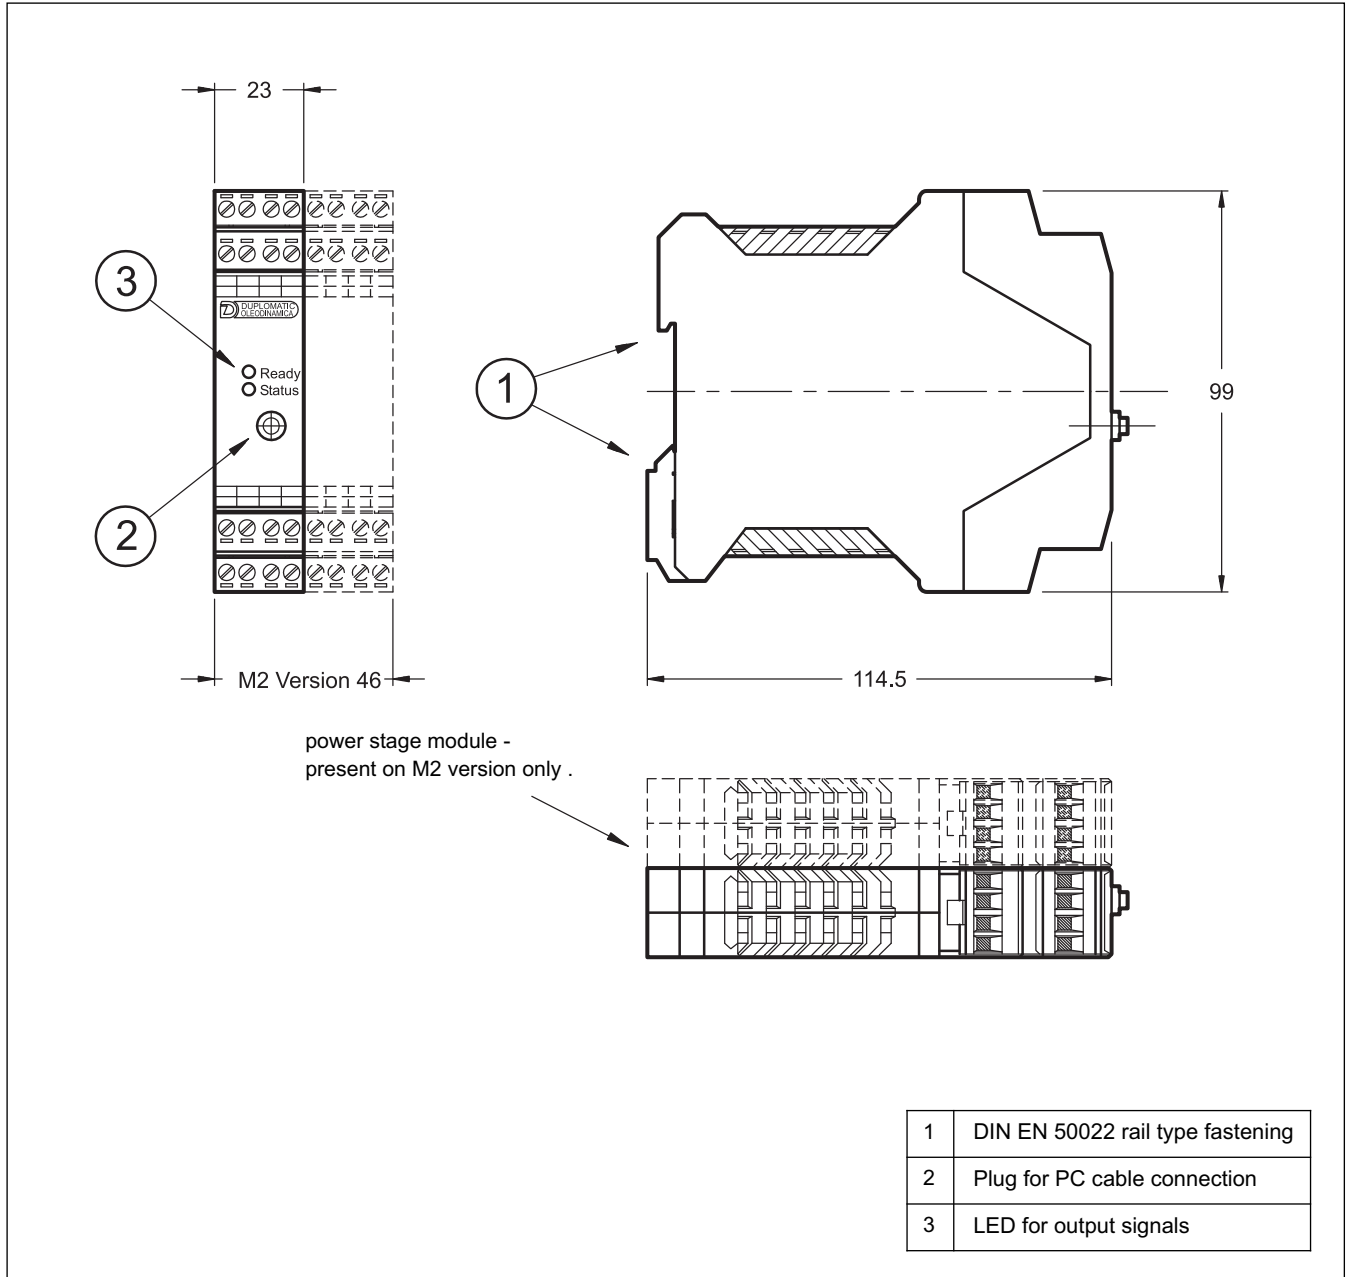 23
3
DUPLOMATIC
OLEODINAMICA
Ready
Status
1
99
2
M2 Version 46
114.5
power stage module -
present on M2 version only .
1 DIN EN 50022 rail type fastening
2 Plug for PC cable connection
3 LED for output signals